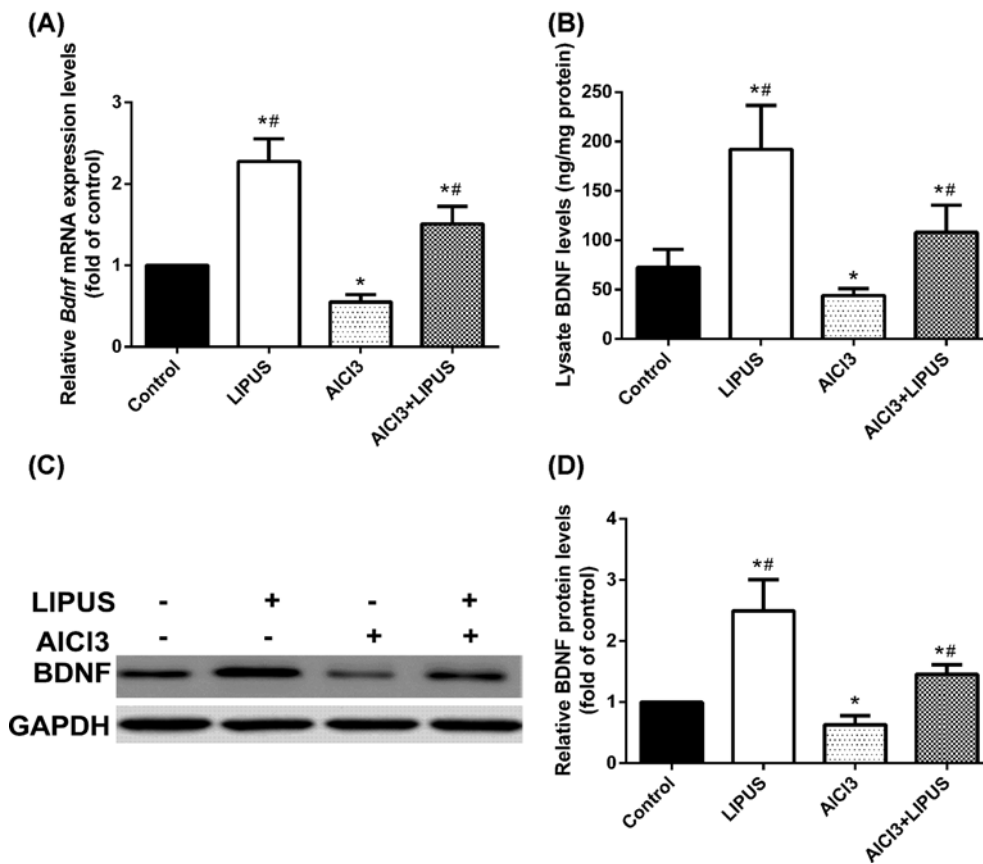 (A)
Relative Bdnf mRNA expression levels
(fold of control)
3
2
1
0
*#
*
*#
Control
LIPUS
AlCl3
AlCl3+LIPUS
(B)
Lysate BDNF levels (ng/mg protein)
250
200
150
100
50
0
*#
*
*#
Control
LIPUS
AlCl3
AlCl3+LIPUS
(C)
LIPUS - + - +
AlCl3 - - + +
BDNF
GAPDH
(D)
Relative BDNF protein levels
(fold of control)
4
3
2
1
0
*#
*
*#
Control
LIPUS
AlCl3
AlCl3+LIPUS